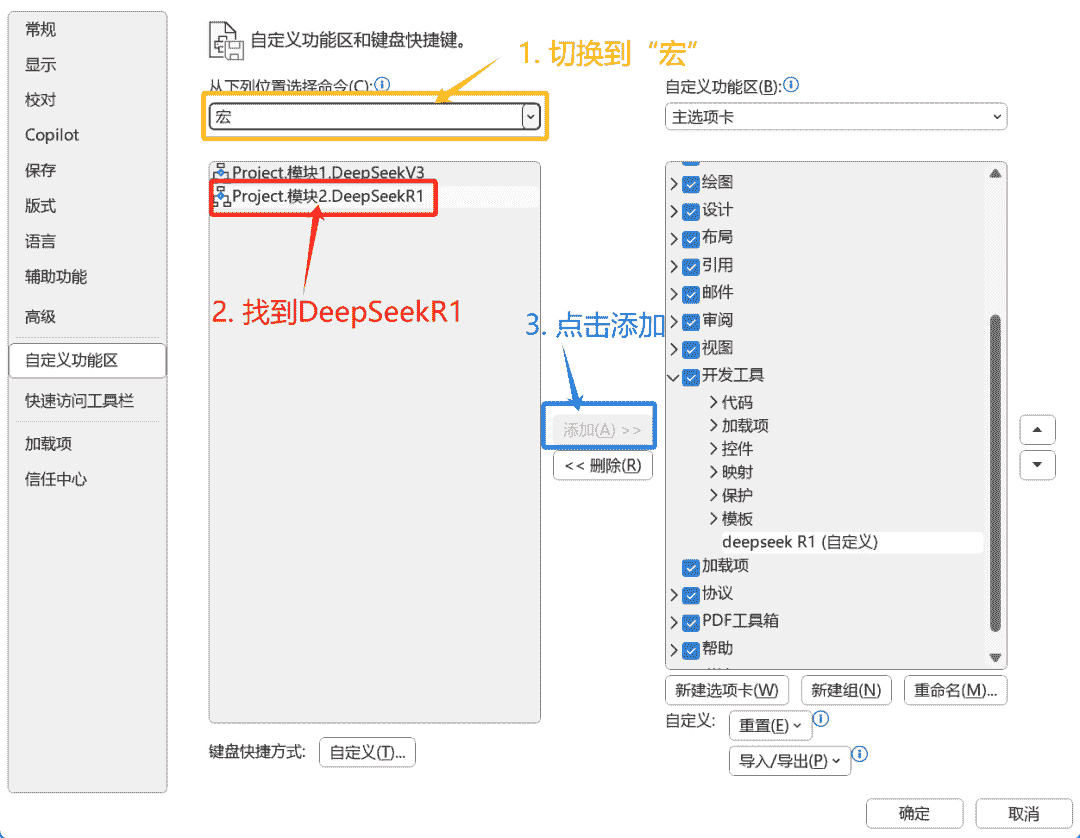 常规
显示
校对
Copilot
保存
版式
语言
辅助功能
高级
自定义功能区
快速访问工具栏
加载项
信任中心
自定义功能区和键盘快捷键。
1. 切换到“宏”
从下列位置选择命令(C):
宏
Project.模块1.DeepSeekV3
Project.模块2.DeepSeekR1
2. 找到DeepSeekR1
3. 点击添加
添加(A) >>
<< 删除(R)
键盘快捷方式: 自定义(T)...
自定义功能区(B):
主选项卡
绘图
设计
布局
引用
邮件
审阅
视图
开发工具
代码
加载项
控件
映射
保护
模板
deepseek R1 (自定义)
加载项
协议
PDF工具箱
帮助
新建选项卡(W) 新建组(N) 重命名(M)...
自定义: 重置(E)
导入/导出(P)
确定 取消